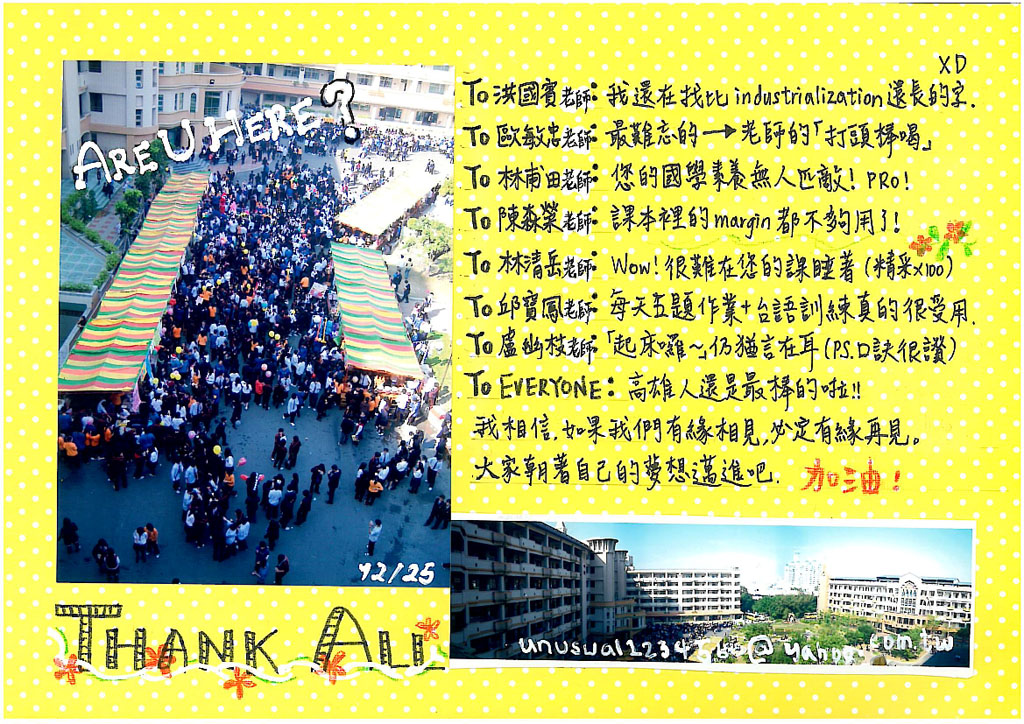 ARE U HERE?
12/25
THANK ALL
XD
To 洪國賓老師: 我還在找比industrialization還長的字.
To 歐敏忠老師: 最難忘的→老師的「打頭棒喝」
To 林甫田老師: 您的國學素養無人匹敵! PRO!
To 陳森榮老師: 課本裡的margin都不夠用了!
To 林清岳老師: Wow! 很難在您的課睡著 (精采x100)
To 邱寶鳳老師: 每天五題作業+台語訓練真的很受用.
To 盧幽枝老師:「起床囉~」仍猶言在耳 (PS.口訣很讚)
To EVERYONE: 高雄人還是最棒的啦!!
我相信,如果我們有緣相見,必定有緣再見。
大家朝著自己的夢想邁進吧. 加油!